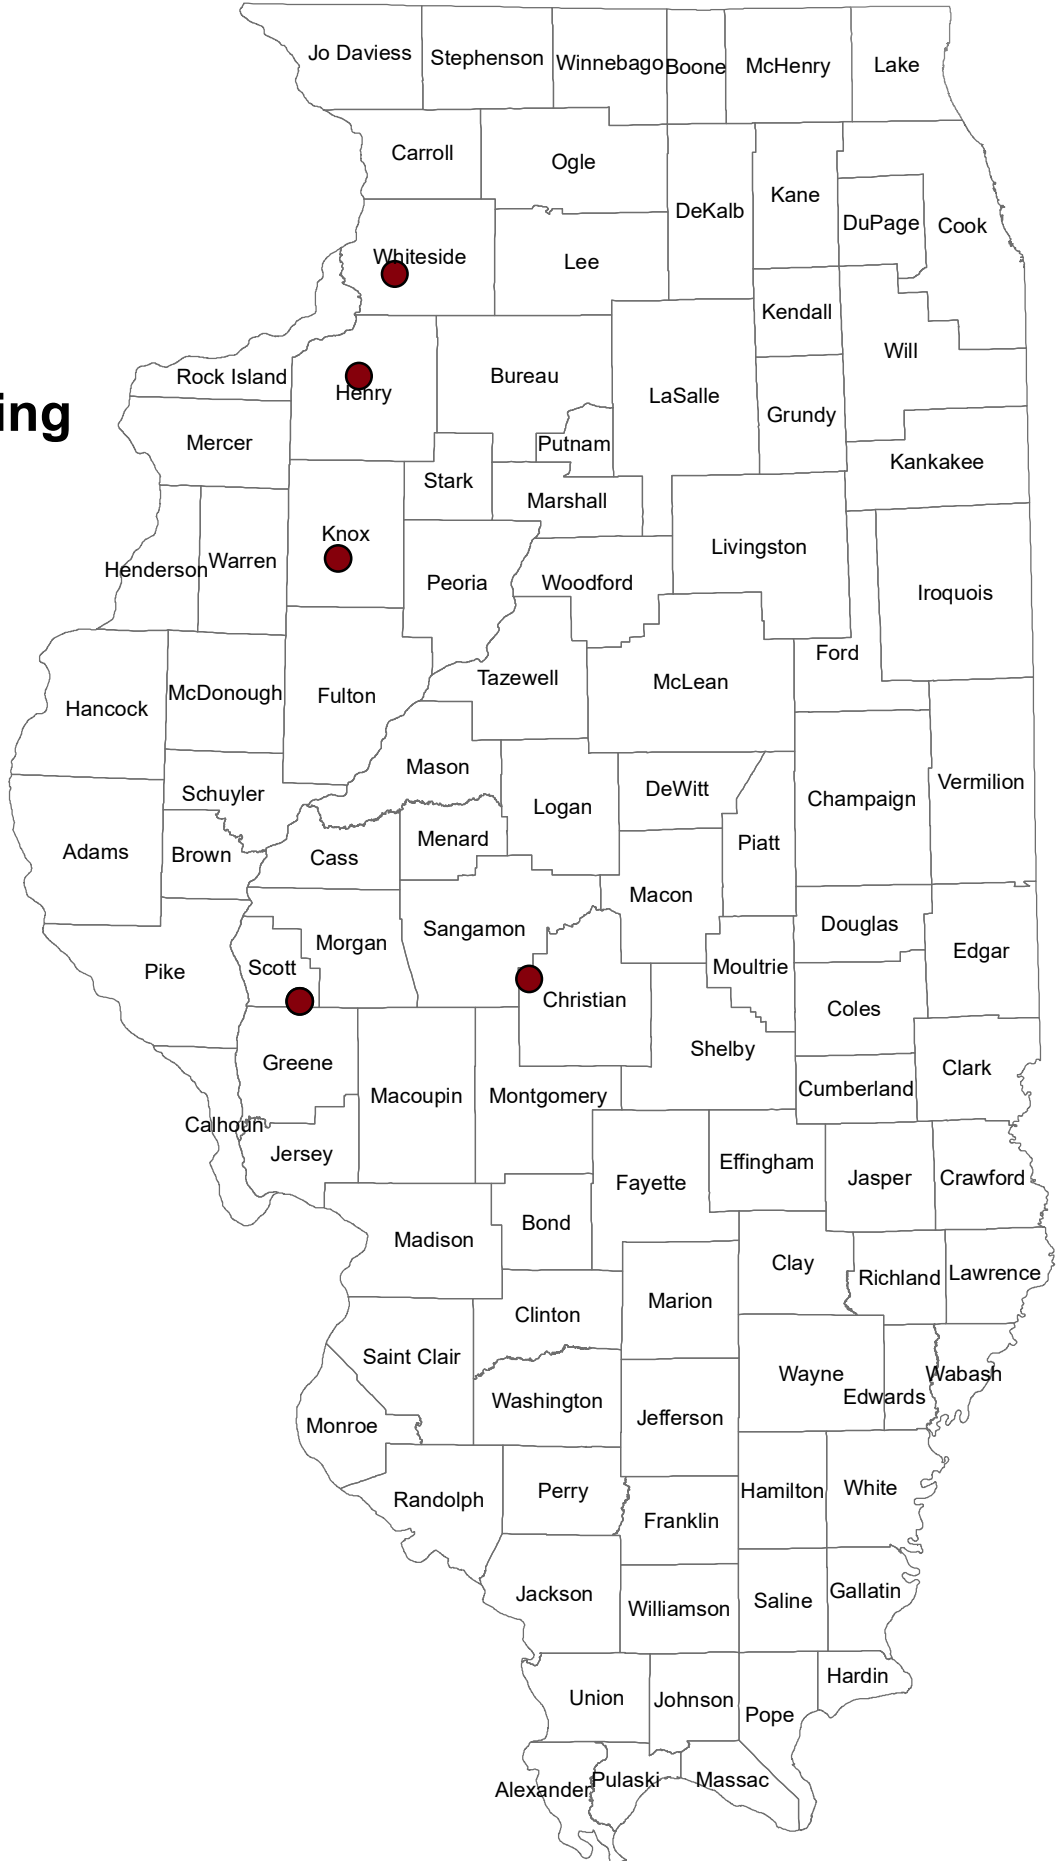 Jo Daviess
Stephenson
Winnebago
Boone
McHenry
Lake
Carroll
Ogle
DeKalb
Kane
DuPage
Cook
Whiteside
Lee
Kendall
Will
Rock Island
Henry
Bureau
LaSalle
Grundy
ing
Mercer
Putnam
Kankakee
Stark
Marshall
Knox
Livingston
Henderson
Warren
Peoria
Woodford
Iroquois
Ford
Hancock
McDonough
Fulton
Tazewell
McLean
Schuyler
Mason
Logan
DeWitt
Champaign
Vermilion
Adams
Brown
Cass
Menard
Piatt
Macon
Pike
Scott
Morgan
Sangamon
Christian
Moultrie
Douglas
Edgar
Coles
Greene
Macoupin
Montgomery
Shelby
Cumberland
Clark
Calhoun
Jersey
Fayette
Effingham
Jasper
Crawford
Madison
Bond
Clay
Richland
Lawrence
Clinton
Marion
Saint Clair
Washington
Wayne
Edwards
Wabash
Monroe
Jefferson
Randolph
Perry
Hamilton
White
Franklin
Jackson
Williamson
Saline
Gallatin
Union
Johnson
Pope
Hardin
Alexander
Pulaski
Massac